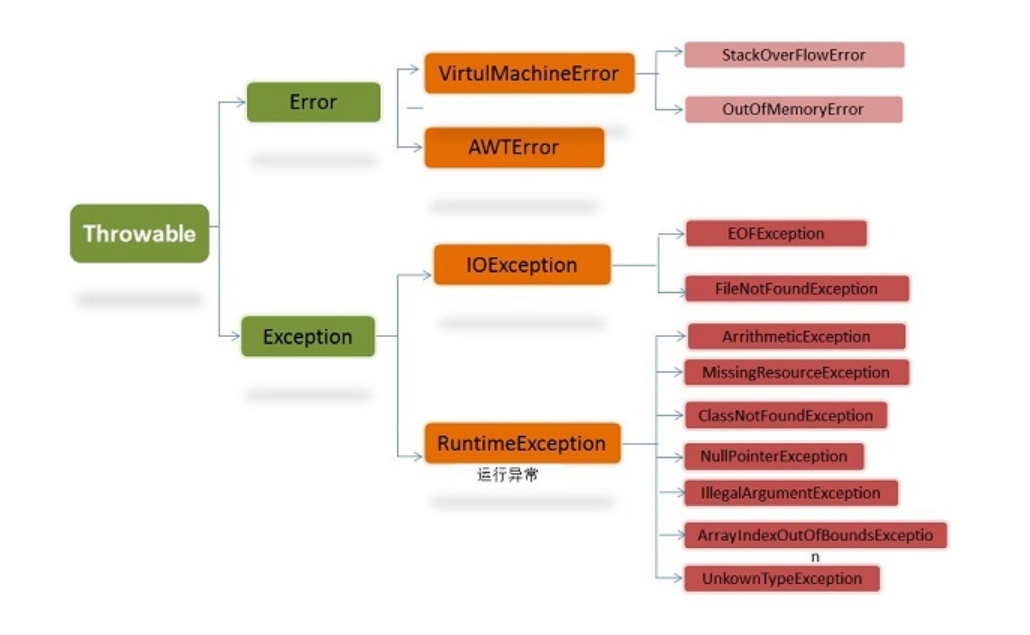 Throwable
Error
VirtulMachineError
StackOverFlowError
OutOfMemoryError
AWTError
Exception
IOException
EOFException
FileNotFoundException
RuntimeException
运行异常
ArrithmeticException
MissingResourceException
ClassNotFoundException
NullPointerException
IllegalArgumentException
ArrayIndexOutOfBoundsExceptio
n
UnkownTypeException